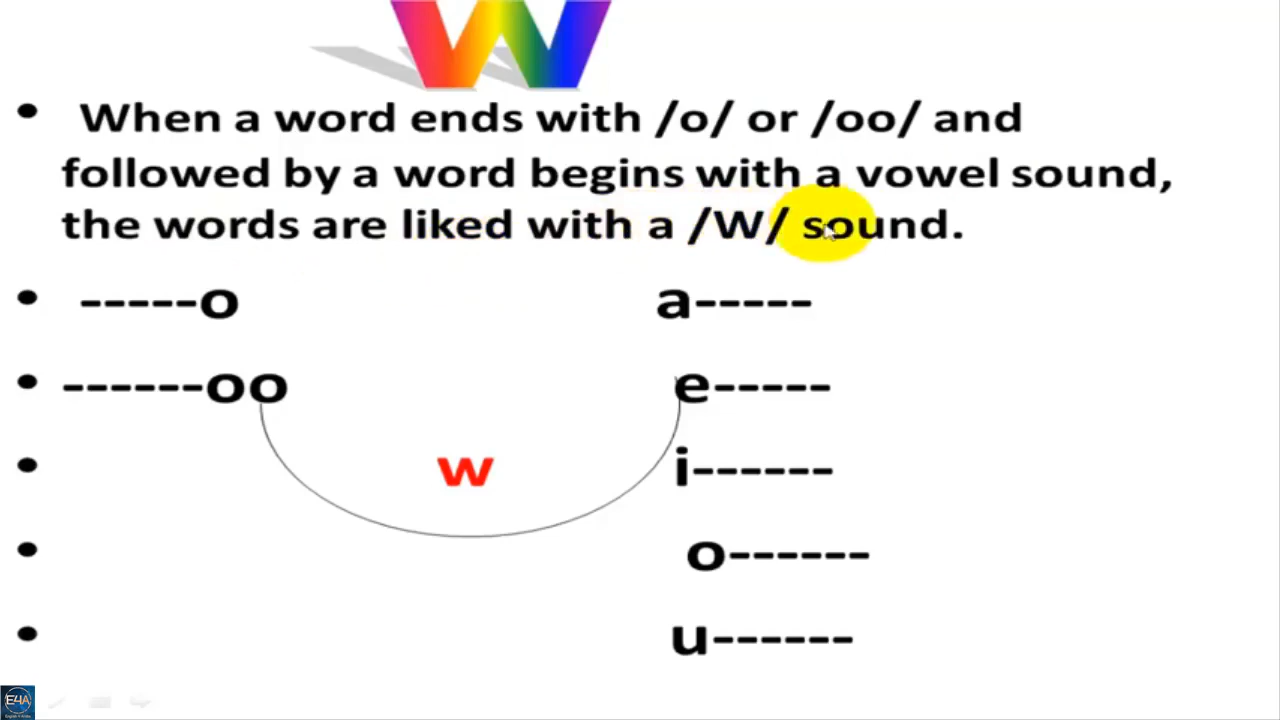 W
• When a word ends with /o/ or /oo/ and
followed by a word begins with a vowel sound,
the words are liked with a /W/ sound.
• -----o a-----
• ------oo e-----
• w i------
• o------
• u------
E4A